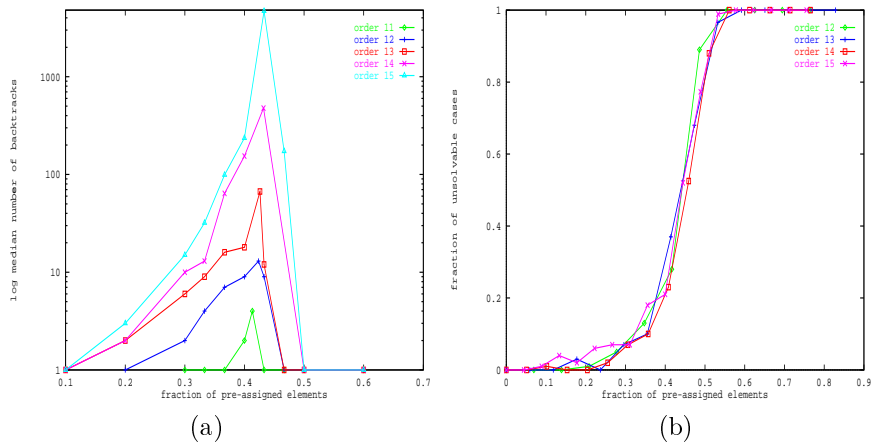 order 11
order 12
order 13
order 14
order 15
1000
100
10
1
0.1
0.2
0.3
0.4
0.5
0.6
0.7
log median number of backtracks
fraction of pre-assigned elements
(a)
order 12
order 13
order 14
order 15
1
0.8
0.6
0.4
0.2
0
0
0.1
0.2
0.3
0.4
0.5
0.6
0.7
0.8
0.9
fraction of unsolvable cases
fraction of pre-assigned elements
(b)